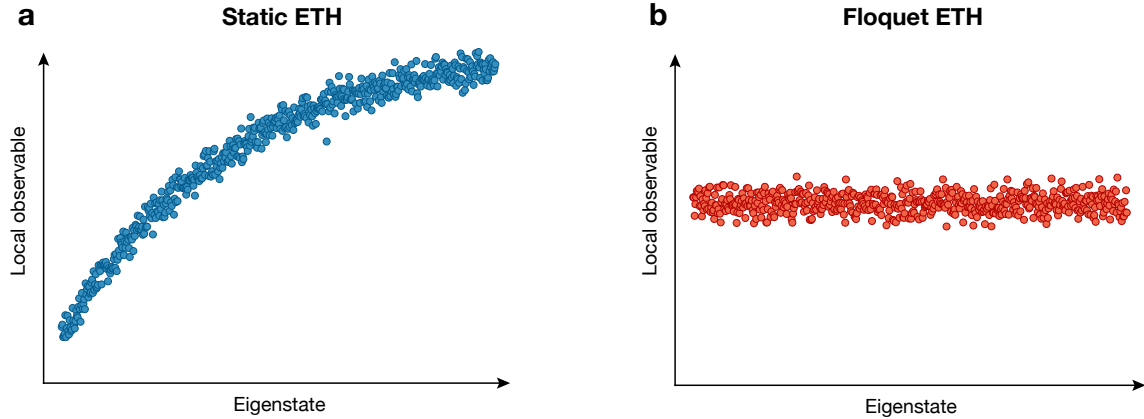 a
Static ETH
Local observable
Eigenstate
b
Floquet ETH
Local observable
Eigenstate